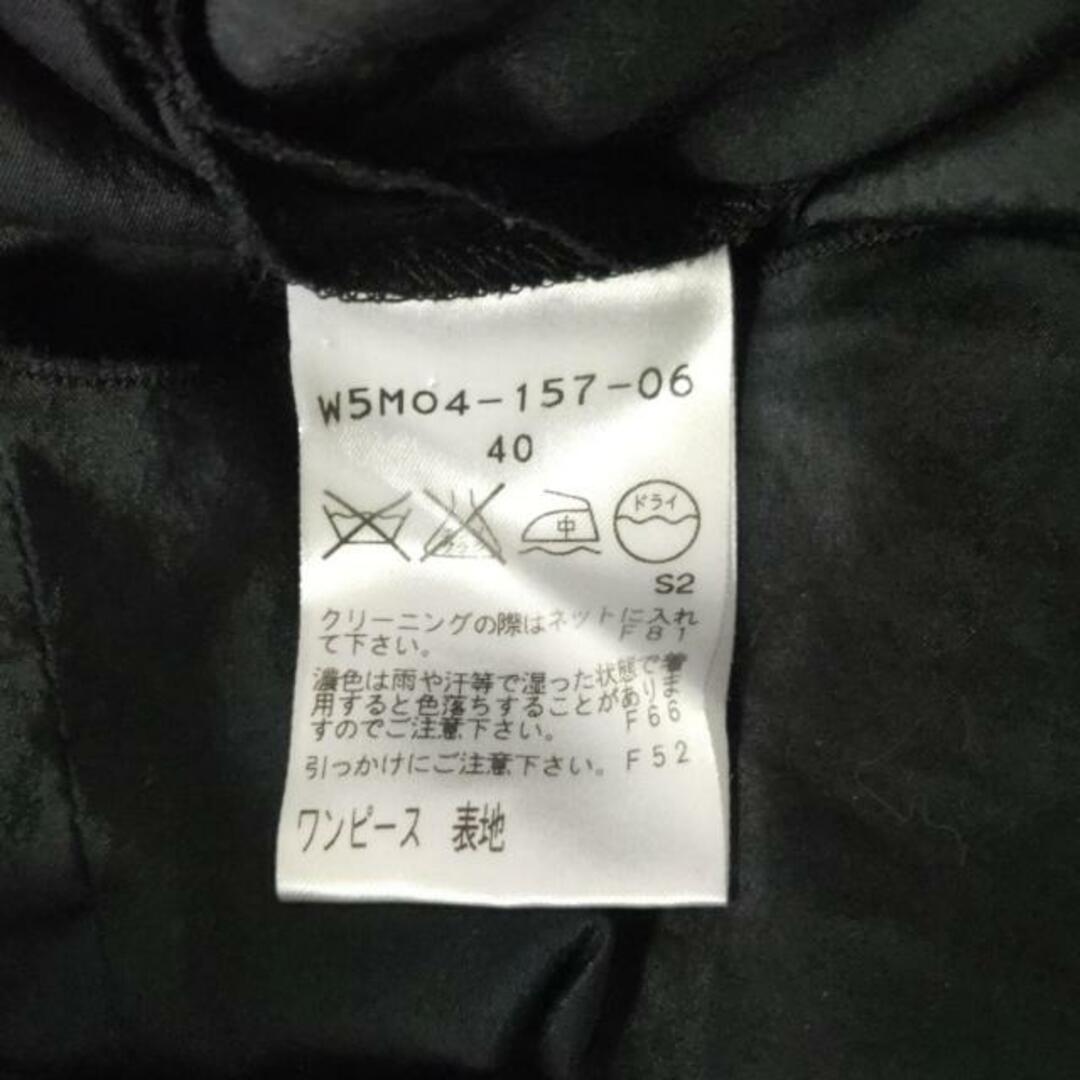 W5M04-157-06
40
中 ドライ
S2
クリーニングの際はネットに入れ
て下さい。 F81
濃色は雨や汗等で湿った状態で着
用すると色落ちすることがありま
すのでご注意下さい。 F66
引っかけにご注意下さい。F52
ワンピース 表地